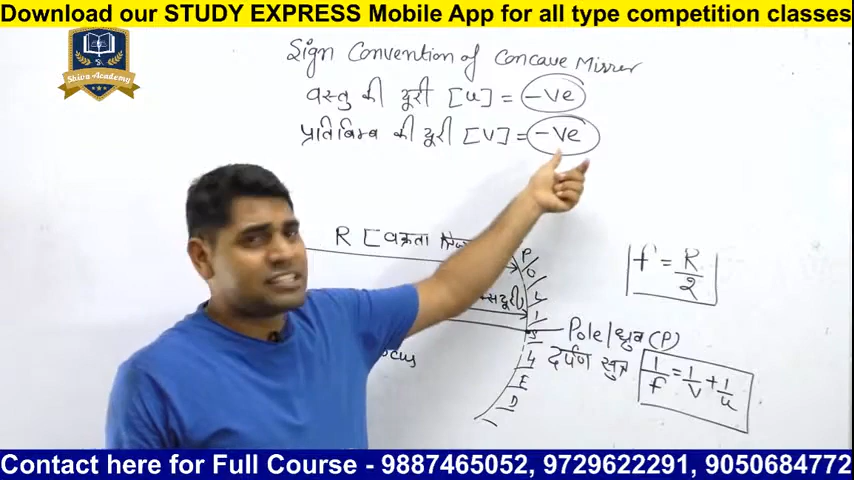 Download our STUDY EXPRESS Mobile App for all type competition classes
Shiva Academy
Sign Convention of Concave Mirror
वस्तु की दूरी [u] = -ve
प्रतिबिम्ब की दूरी [v] = -ve
R [वक्रता
P
O
L
I
S
H
E
D
f = R/2
Pole/ध्रुव (P)
दर्पण सूत्र
1/f = 1/v + 1/u
ocus
Contact here for Full Course - 9887465052, 9729622291, 9050684772